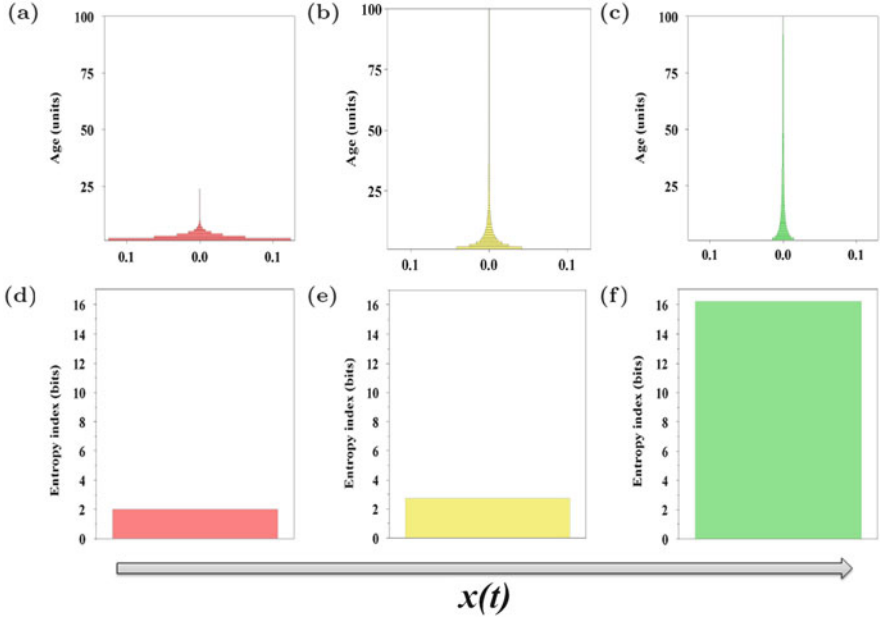 (a)
100
75
50
25
Age (units)
0.1 0.0 0.1
(b)
100
75
50
25
Age (units)
0.1 0.0 0.1
(c)
100
75
50
25
Age (units)
0.1 0.0 0.1
(d)
16
14
12
10
8
6
4
2
0
Entropy index (bits)
(e)
16
14
12
10
8
6
4
2
0
Entropy index (bits)
(f)
16
14
12
10
8
6
4
2
0
Entropy index (bits)
x(t)